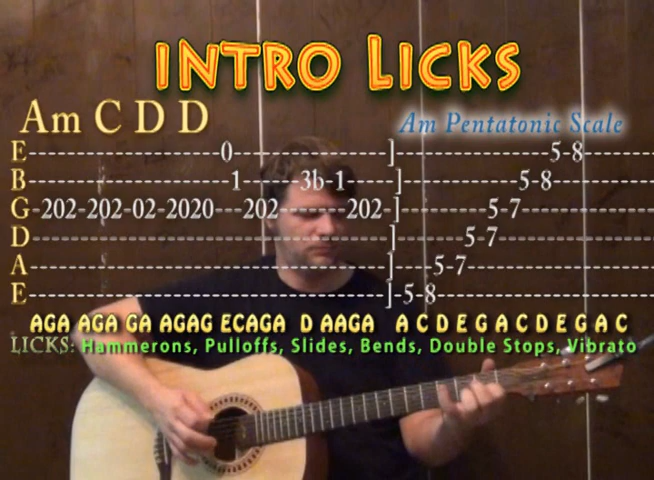 INTRO LICKS
Am C D D
Am Pentatonic Scale
E---------------------0----------------]----------------5-8-------
B----------------------1------3b-1-----]-------------5-8----------
G-202-202-02-2020---202-------202-]---------5-7---------------
D--------------------------------------]-------5-7----------------
A--------------------------------------]----5-7-------------------
E--------------------------------------]-5-8----------------------
AGA AGA GA AGAG ECAGA D AAGA A C D E G A C D E G A C
LICKS: Hammerons, Pulloffs, Slides, Bends, Double Stops, Vibrato